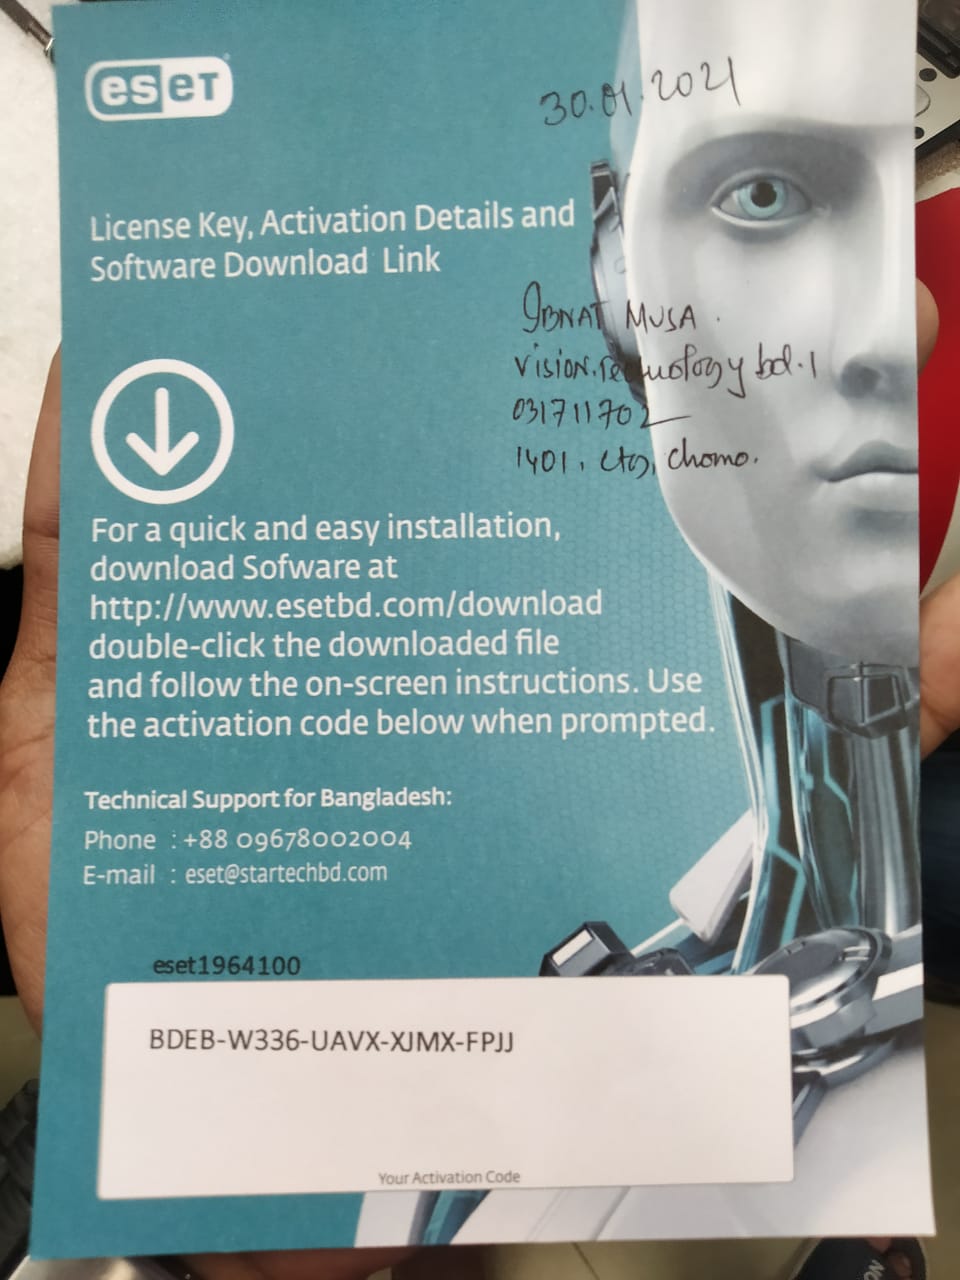 eseT
30.01.2021
License Key, Activation Details and
Software Download Link
IBNAT MUSA.
Vision.Technology bd.1
031711702
1401, Ctg, Chomo.
For a quick and easy installation,
download Sofware at
http://www.esetbd.com/download
double-click the downloaded file
and follow the on-screen instructions. Use
the activation code below when prompted.
Technical Support for Bangladesh:
Phone : +88 09678002004
E-mail : eset@startechbd.com
eset1964100
BDEB-W336-UAVX-XJMX-FPJJ
Your Activation Code